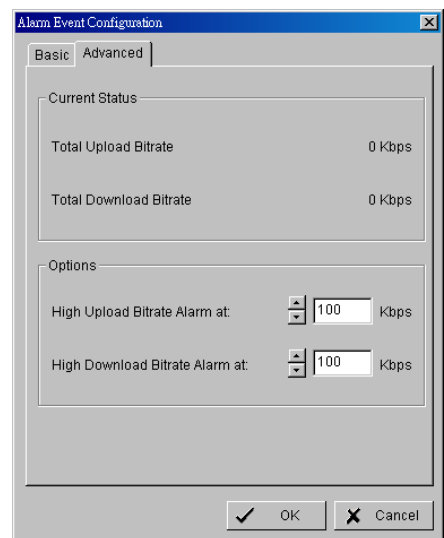 Alarm Event Configuration
Basic Advanced
Current Status
Total Upload Bitrate 0 Kbps
Total Download Bitrate 0 Kbps
Options
High Upload Bitrate Alarm at: 100 Kbps
High Download Bitrate Alarm at: 100 Kbps
OK Cancel